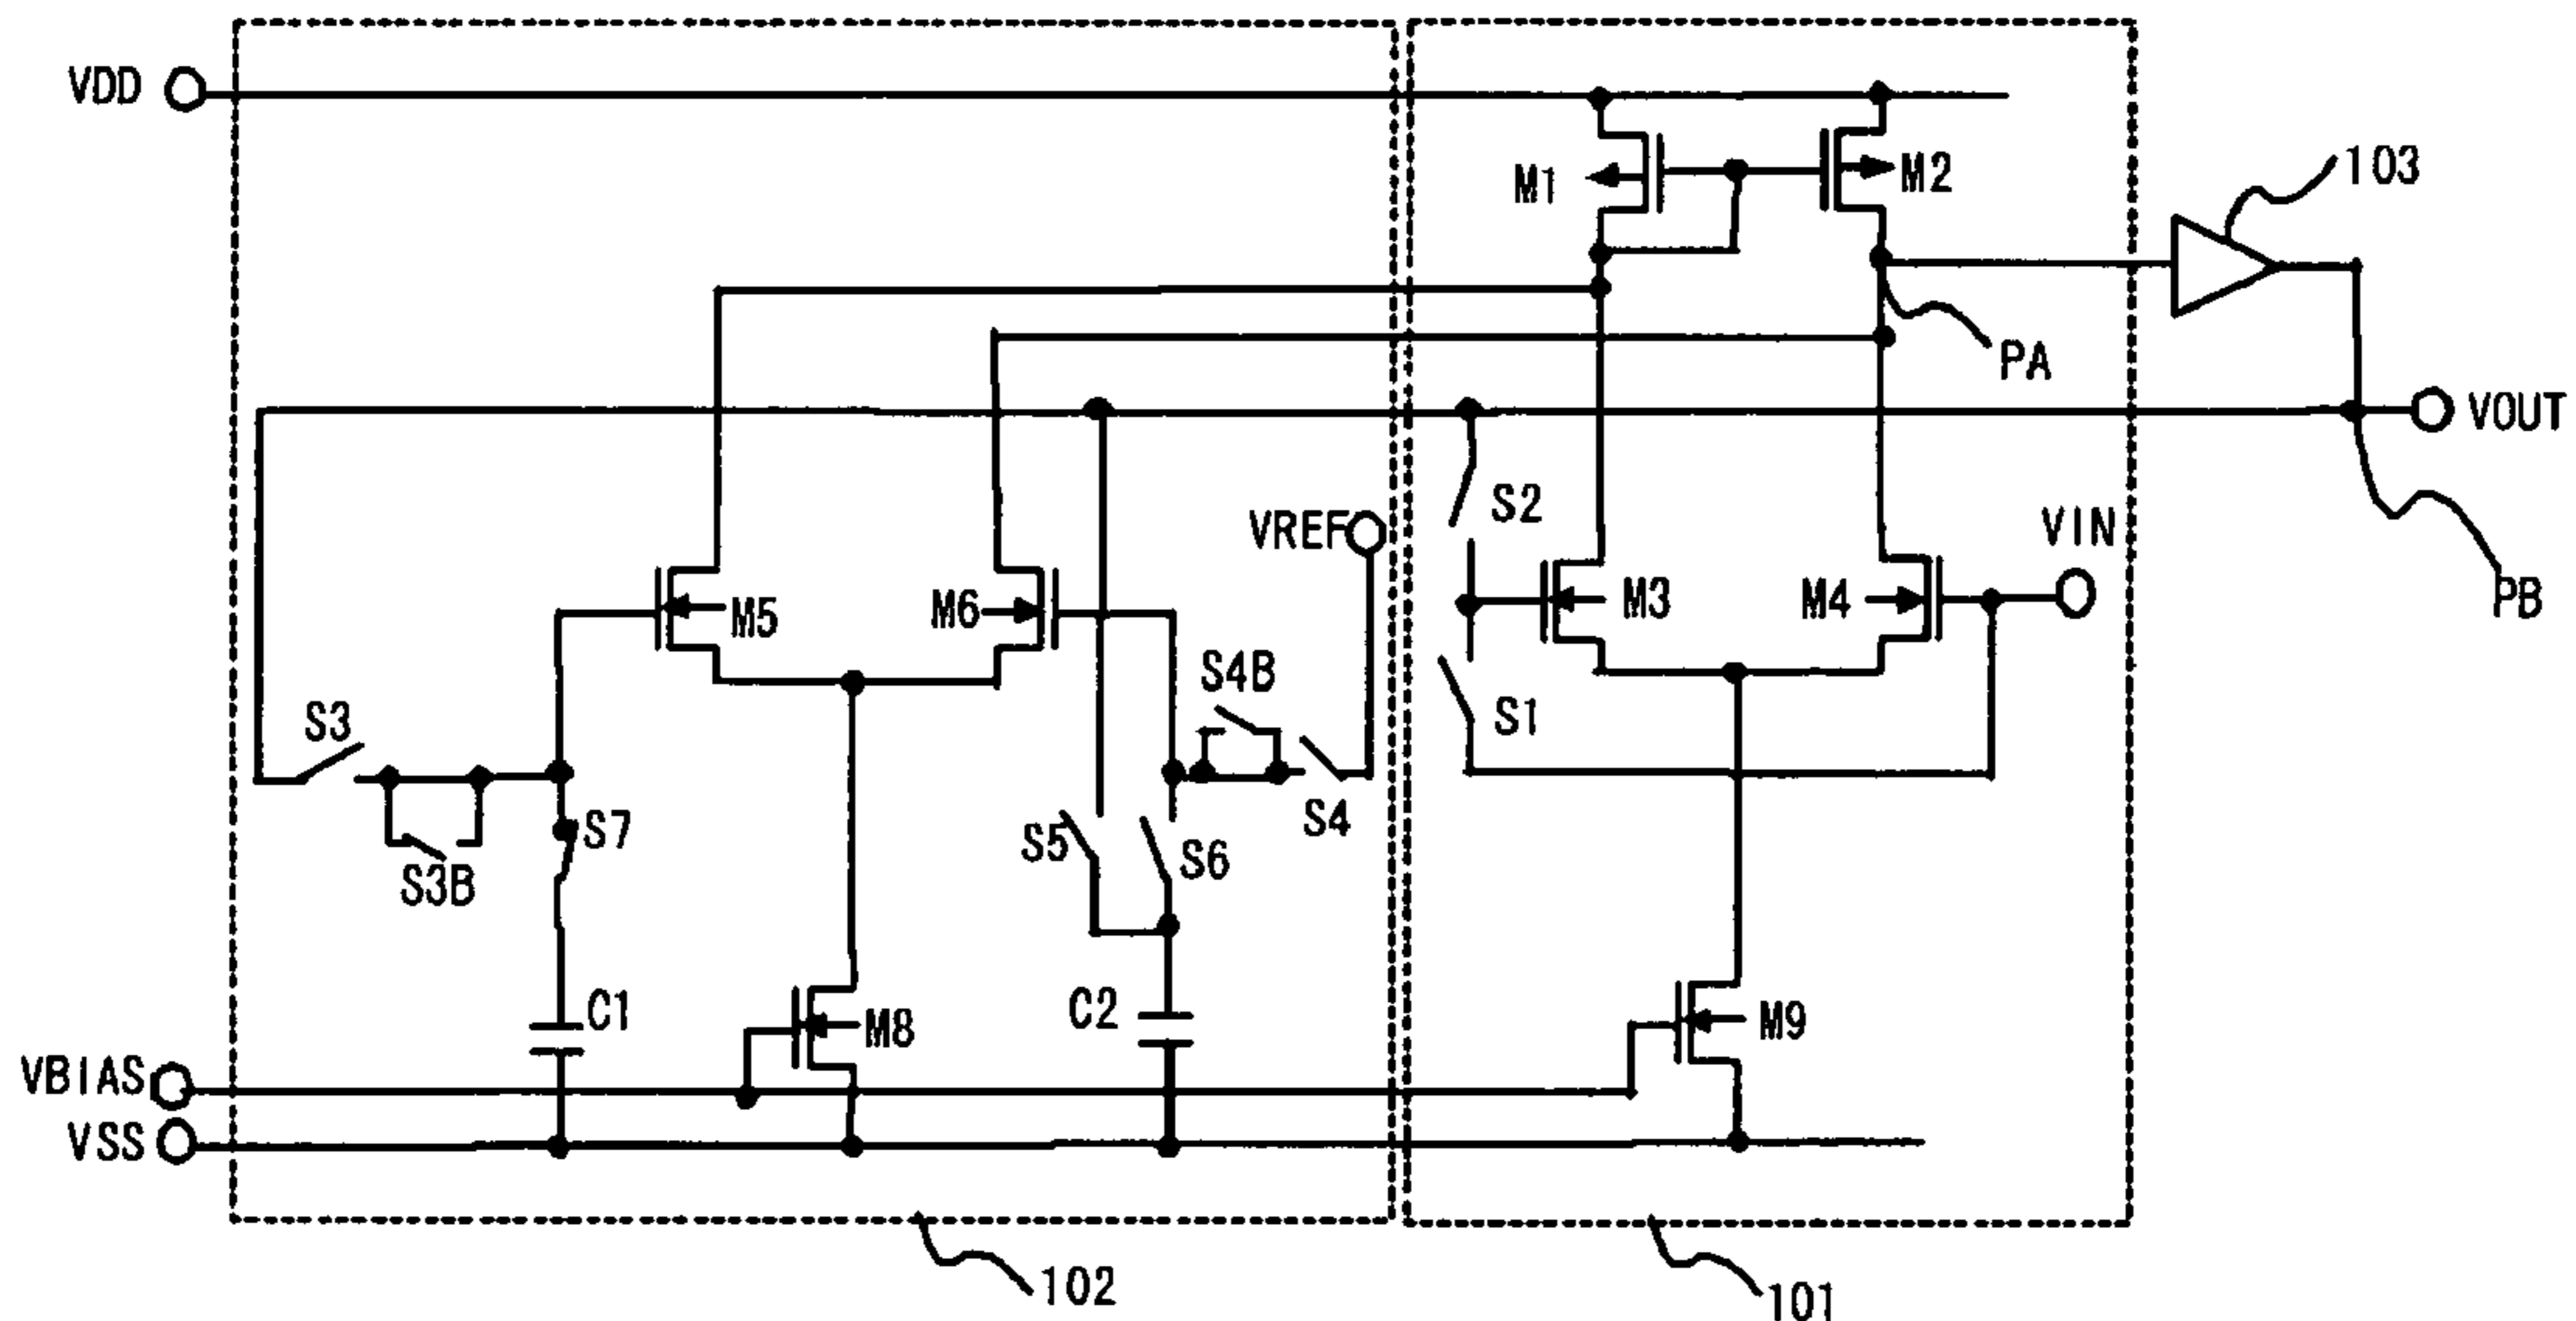 VDD
M1
M2
103
PA
VOUT
S2
VREF
VIN
M5
M6
M3
M4
PB
S4B
S3
S1
S7
S5
S6
S4
S3B
C1
M8
C2
M9
VBIAS
VSS
102
101